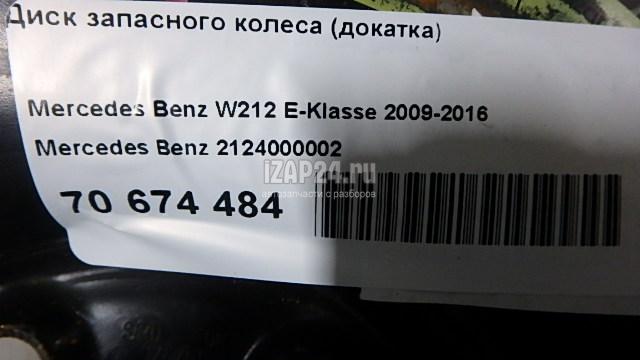 Диск запасного колеса (докатка)
Mercedes Benz W212 E-Klasse 2009-2016
Mercedes Benz 2124000002
iZAP24.ru
автозапчасти с разборов
70 674 484